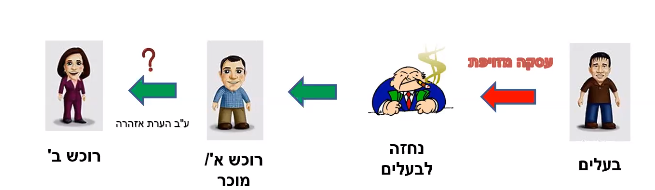 עסקה מזויפת
?
ע"ב הערת אזהרה
בעלים
נחזה
לבעלים
רוכש א'/
מוכר
רוכש ב'